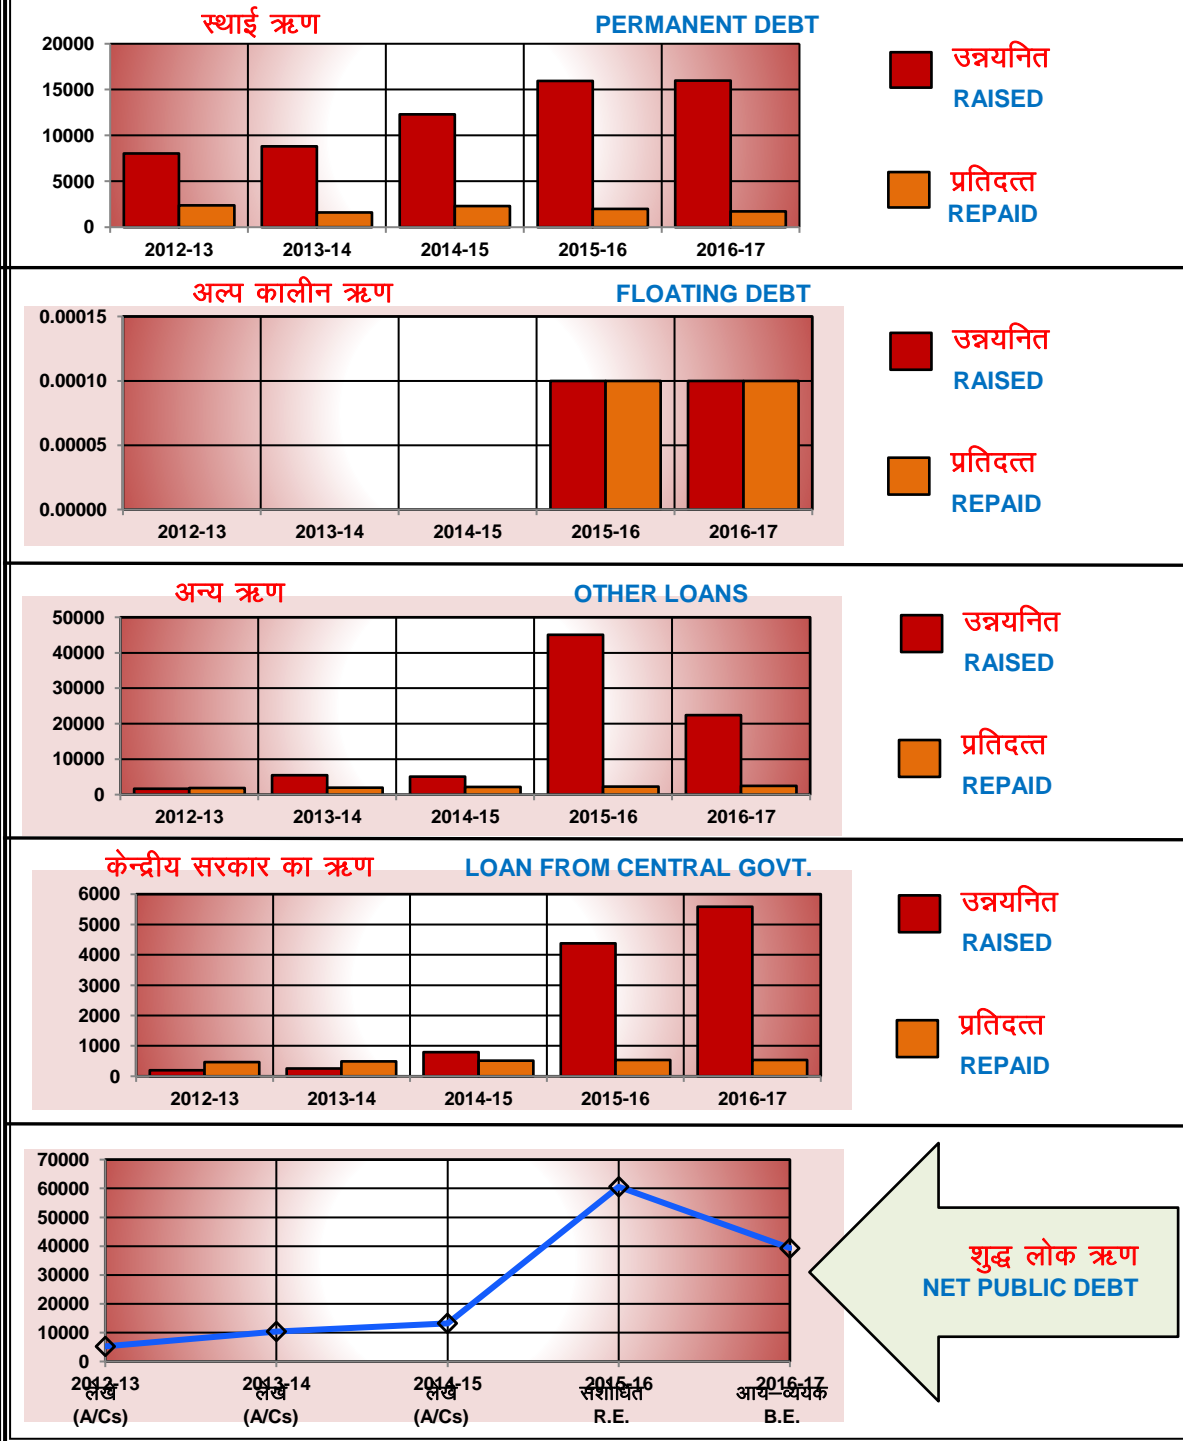 स्थाई ऋण PERMANENT DEBT
20000
15000
10000
5000
0
2012-13 2013-14 2014-15 2015-16 2016-17
उन्नयनित
RAISED
प्रतिदत्त
REPAID
अल्प कालीन ऋण FLOATING DEBT
0.00015
0.00010
0.00005
0.00000
2012-13 2013-14 2014-15 2015-16 2016-17
उन्नयनित
RAISED
प्रतिदत्त
REPAID
अन्य ऋण OTHER LOANS
50000
40000
30000
20000
10000
0
2012-13 2013-14 2014-15 2015-16 2016-17
उन्नयनित
RAISED
प्रतिदत्त
REPAID
केन्द्रीय सरकार का ऋण LOAN FROM CENTRAL GOVT.
6000
5000
4000
3000
2000
1000
0
2012-13 2013-14 2014-15 2015-16 2016-17
उन्नयनित
RAISED
प्रतिदत्त
REPAID
70000
60000
50000
40000
30000
20000
10000
0
2012-13 2013-14 2014-15 2015-16 2016-17
लेखे लेखे लेखे संशोधित आय–व्ययक
(A/Cs) (A/Cs) (A/Cs) R.E. B.E.
शुद्ध लोक ऋण
NET PUBLIC DEBT